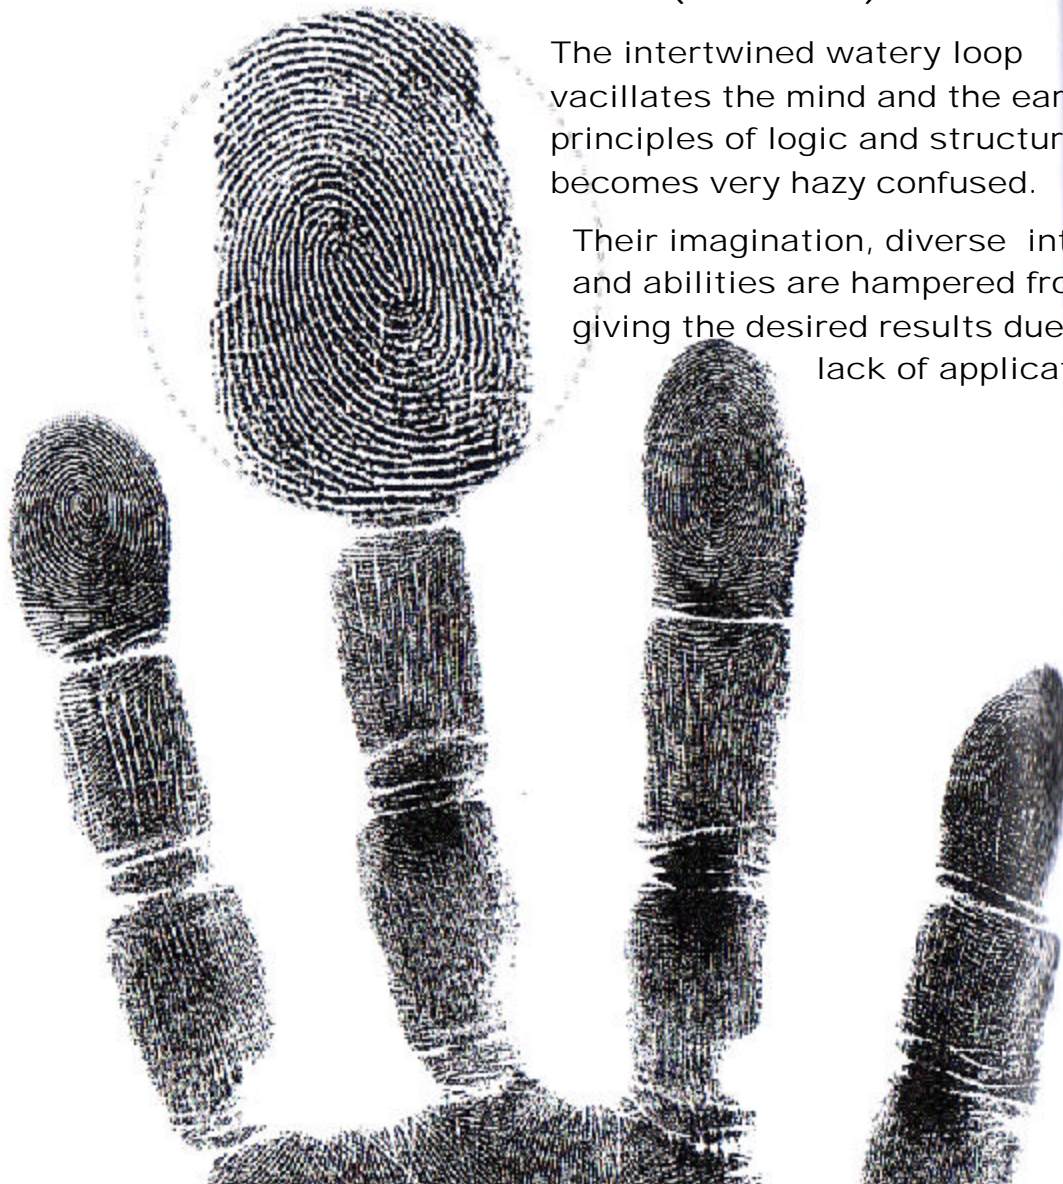 The intertwined watery loop
vacillates the mind and the
principles of logic and
becomes very hazy confused.
Their imagination, diverse
and abilities are hampered
giving the desired results due
lack of